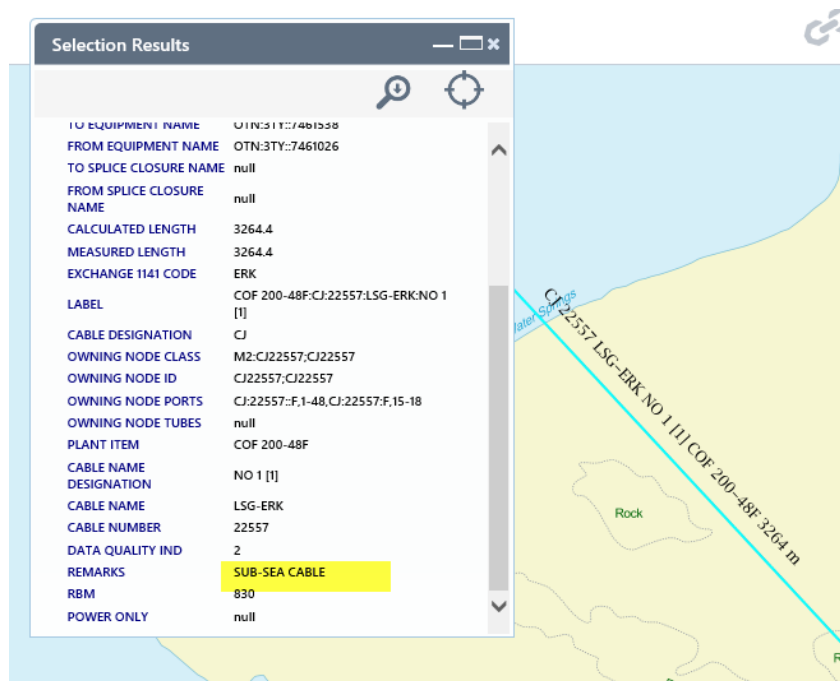 Selection Results
TO EQUIPMENT NAME OTN:3TY::7461538
FROM EQUIPMENT NAME OTN:3TY::7461026
TO SPLICE CLOSURE NAME null
FROM SPLICE CLOSURE
NAME null
CALCULATED LENGTH 3264.4
MEASURED LENGTH 3264.4
EXCHANGE 1141 CODE ERK
LABEL COF 200-48F:CJ:22557:LSG-ERK:NO 1
[1]
CABLE DESIGNATION CJ
OWNING NODE CLASS M2:CJ22557;CJ22557
OWNING NODE ID CJ22557;CJ22557
OWNING NODE PORTS CJ:22557::F,1-48,CJ:22557:F,15-18
OWNING NODE TUBES null
PLANT ITEM COF 200-48F
CABLE NAME
DESIGNATION NO 1 [1]
CABLE NAME LSG-ERK
CABLE NUMBER 22557
DATA QUALITY IND 2
REMARKS SUB-SEA CABLE
RBM 830
POWER ONLY null
ater Springs
CJ 22557 LSG-ERK NO 1 [1] COF 200-48F 3264 m
Rock
R